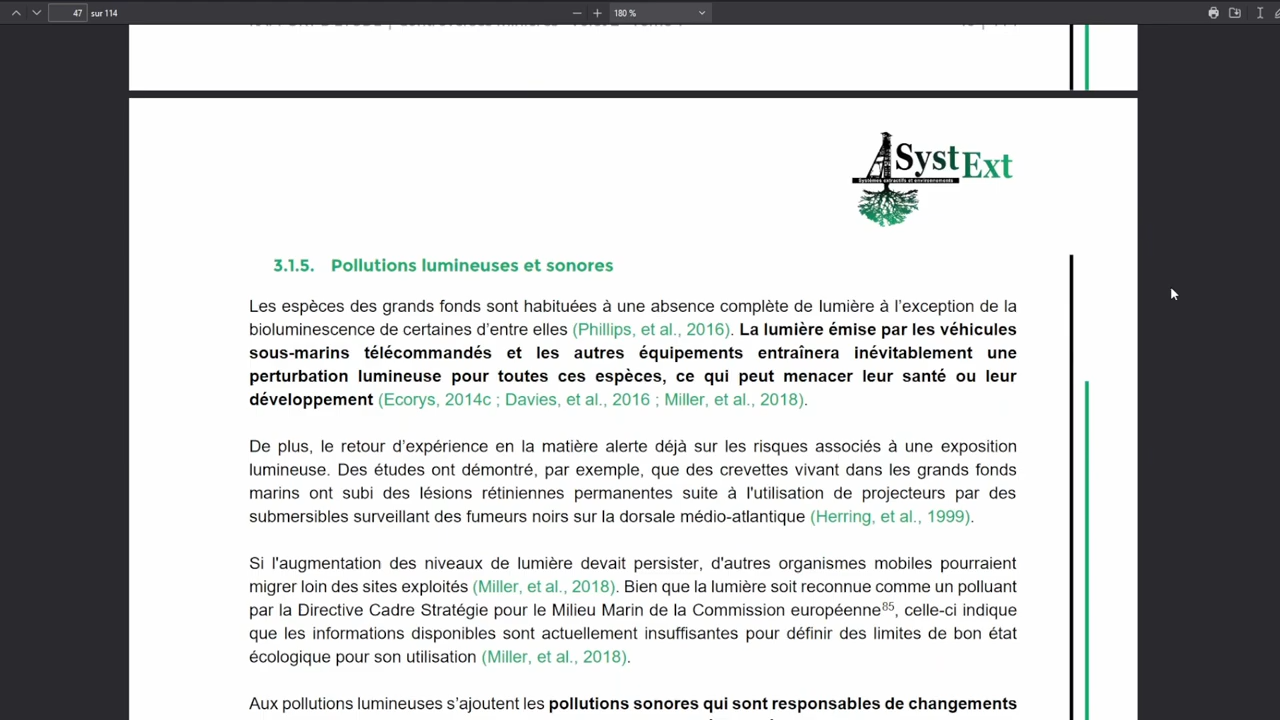 47 sur 114
180 %
SystExt
Systèmes extractifs et environnements
3.1.5. Pollutions lumineuses et sonores
Les espèces des grands fonds sont habituées à une absence complète de lumière à l'exception de la
bioluminescence de certaines d'entre elles (Phillips, et al., 2016). La lumière émise par les véhicules
sous-marins télécommandés et les autres équipements entraînera inévitablement une
perturbation lumineuse pour toutes ces espèces, ce qui peut menacer leur santé ou leur
développement (Ecorys, 2014c ; Davies, et al., 2016 ; Miller, et al., 2018).
De plus, le retour d'expérience en la matière alerte déjà sur les risques associés à une exposition
lumineuse. Des études ont démontré, par exemple, que des crevettes vivant dans les grands fonds
marins ont subi des lésions rétiniennes permanentes suite à l'utilisation de projecteurs par des
submersibles surveillant des fumeurs noirs sur la dorsale médio-atlantique (Herring, et al., 1999).
Si l'augmentation des niveaux de lumière devait persister, d'autres organismes mobiles pourraient
migrer loin des sites exploités (Miller, et al., 2018). Bien que la lumière soit reconnue comme un polluant
par la Directive Cadre Stratégie pour le Milieu Marin de la Commission européenne85, celle-ci indique
que les informations disponibles sont actuellement insuffisantes pour définir des limites de bon état
écologique pour son utilisation (Miller, et al., 2018).
Aux pollutions lumineuses s'ajoutent les pollutions sonores qui sont responsables de changements